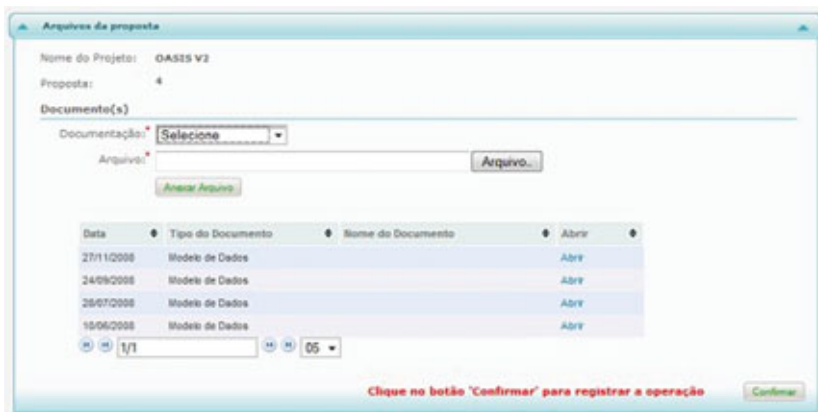 Arquivos da proposta
Nome do Projeto: OASIS V2
Proposta: 4
Documento(s)
Documentação:* Selecione
Arquivo:* Arquivo..
Anexar Arquivo
Data Tipo do Documento Nome do Documento Abrir
27/11/2008 Modelo de Dados Abrir
24/09/2008 Modelo de Dados Abrir
28/07/2008 Modelo de Dados Abrir
10/06/2008 Modelo de Dados Abrir
1/1 05
Clique no botão 'Confirmar' para registrar a operação Confirmar